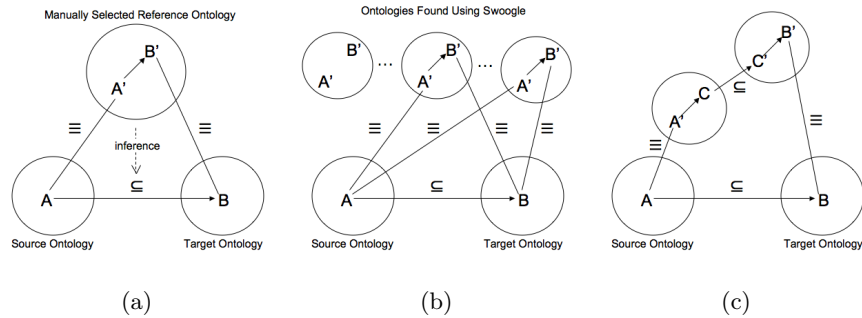 Manually Selected Reference Ontology
B'
A'
≡
≡
inference
⊆
A
B
Source Ontology
Target Ontology
(a)
Ontologies Found Using Swoogle
B'
A'
...
B'
A'
...
B'
A'
≡
≡
≡
≡
⊆
A
B
Source Ontology
Target Ontology
(b)
B'
C'
⊆
C
A'
≡
≡
⊆
A
B
Source Ontology
Target Ontology
(c)